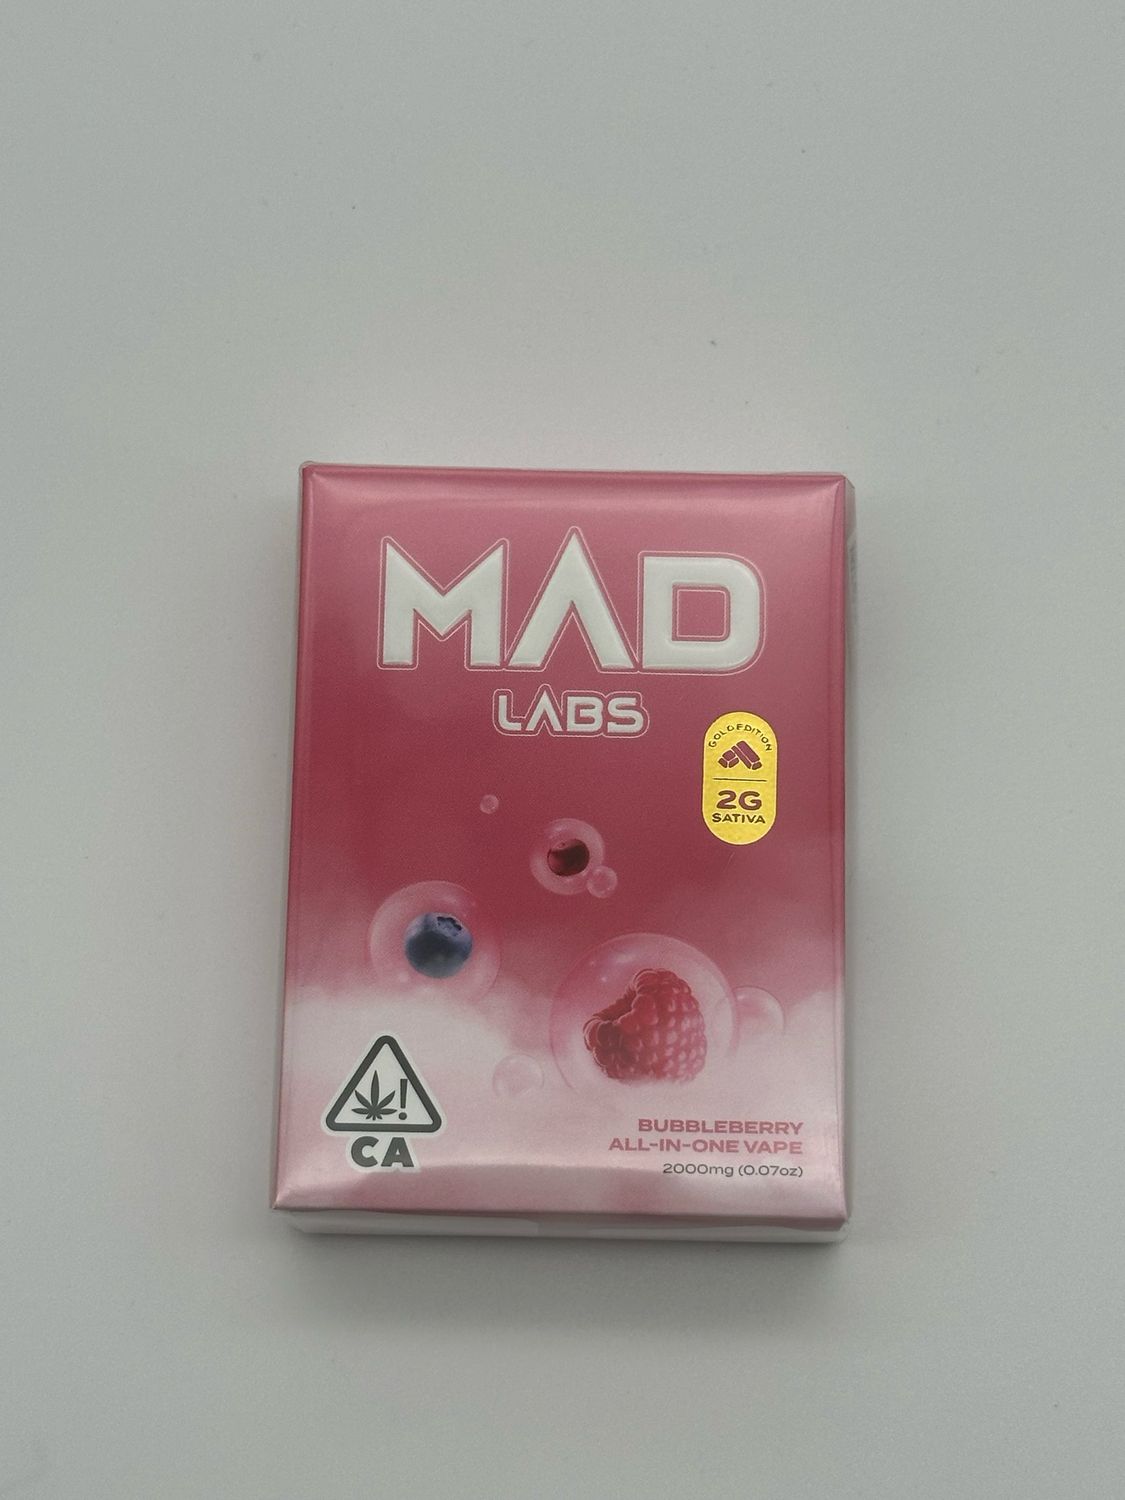 MAD
LABS
GOLD EDITION
2G
SATIVA
CA
BUBBLEBERRY
ALL-IN-ONE VAPE
2000mg (0.07oz)